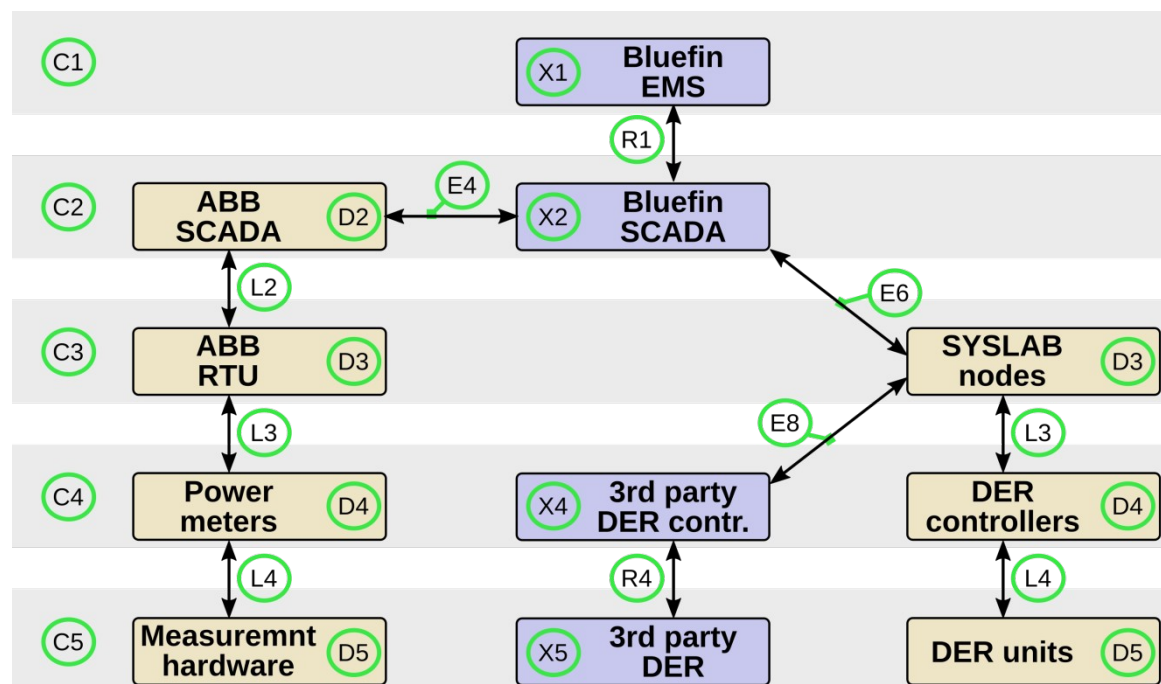 C1
X1
Bluefin
EMS
R1
C2
ABB
SCADA
D2
E4
X2
Bluefin
SCADA
L2
E6
C3
ABB
RTU
D3
SYSLAB
nodes
D3
L3
E8
L3
C4
Power
meters
D4
X4
3rd party
DER contr.
DER
controllers
D4
L4
R4
L4
C5
Measuremnt
hardware
D5
X5
3rd party
DER
DER units
D5